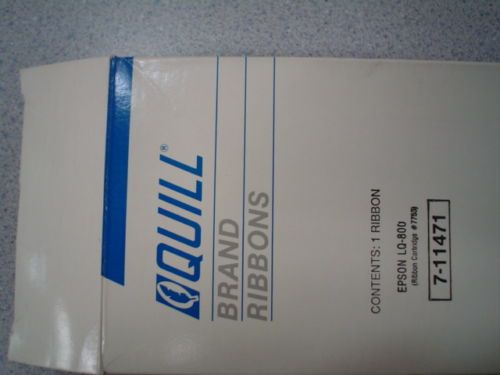 QUILL®
BRAND
RIBBONS
CONTENTS: 1 RIBBON
EPSON LQ-800
(Ribbon Cartridge #7753)
7-11471